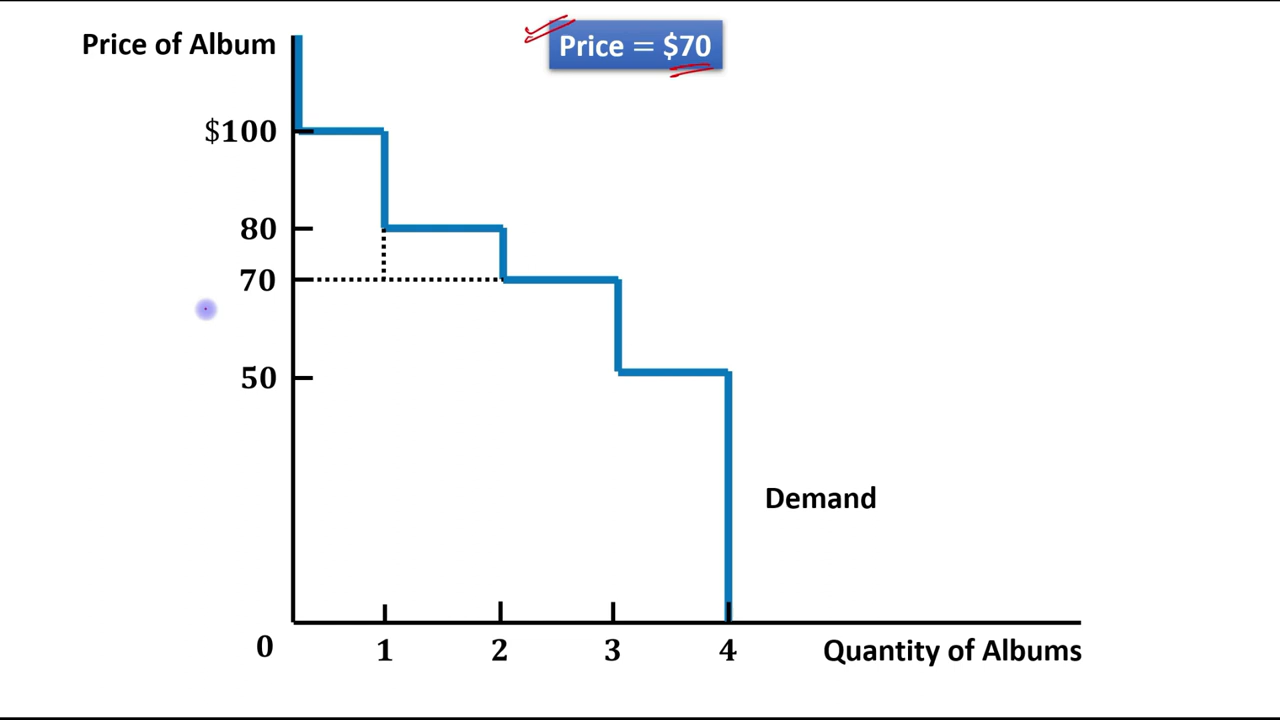 Price of Album
Price = $70
$100
80
70
50
Demand
0
1
2
3
4
Quantity of Albums